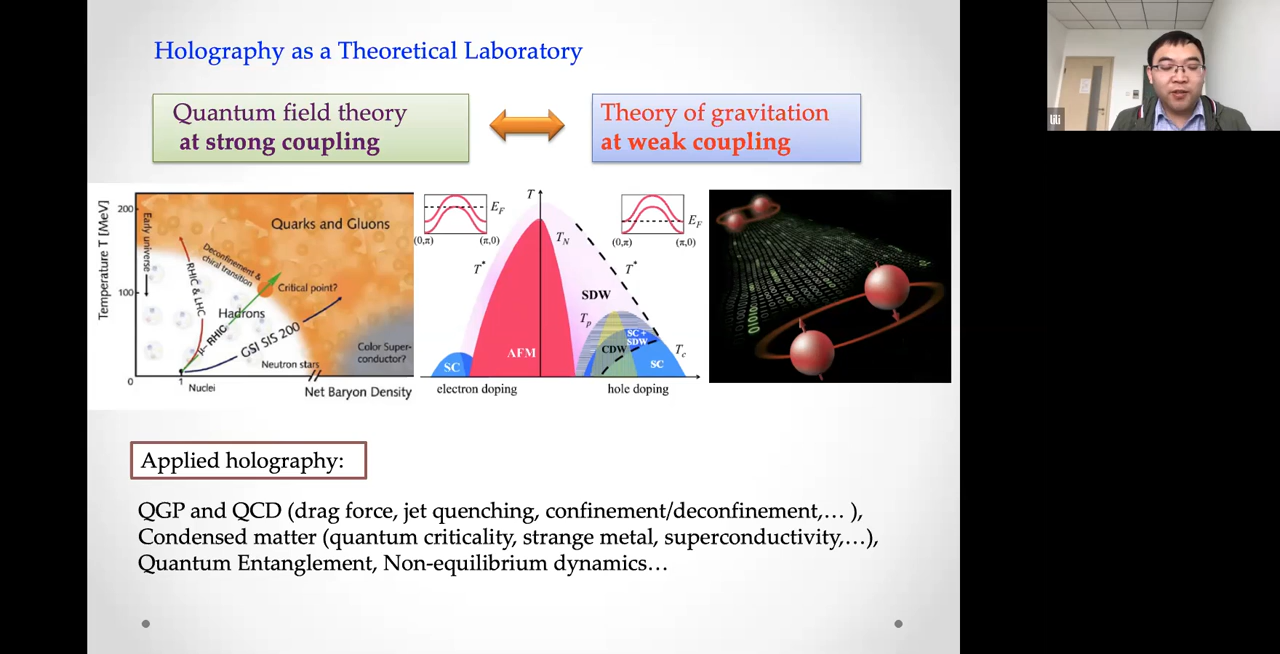 Holography as a Theoretical Laboratory
Quantum field theory
at strong coupling
Theory of gravitation
at weak coupling
lili
Temperature T [MeV]
200
100
0
Early universe
Quarks and Gluons
Deconfinement &
chiral transition
RHIC & LHC
Critical point?
Hadrons
μ- RHIC
GSI SIS 200
Color Super-
conductor?
Neutron stars
1
Nuclei
Net Baryon Density
T
E_F
(0,π)
(π,0)
T_N
T*
AFM
SC
electron doping
E_F
(0,π)
(π,0)
T*
SDW
T_p
CDW
SC+
SDW
SC
T_c
hole doping
Applied holography:
QGP and QCD (drag force, jet quenching, confinement/deconfinement,… ),
Condensed matter (quantum criticality, strange metal, superconductivity,…),
Quantum Entanglement, Non-equilibrium dynamics…